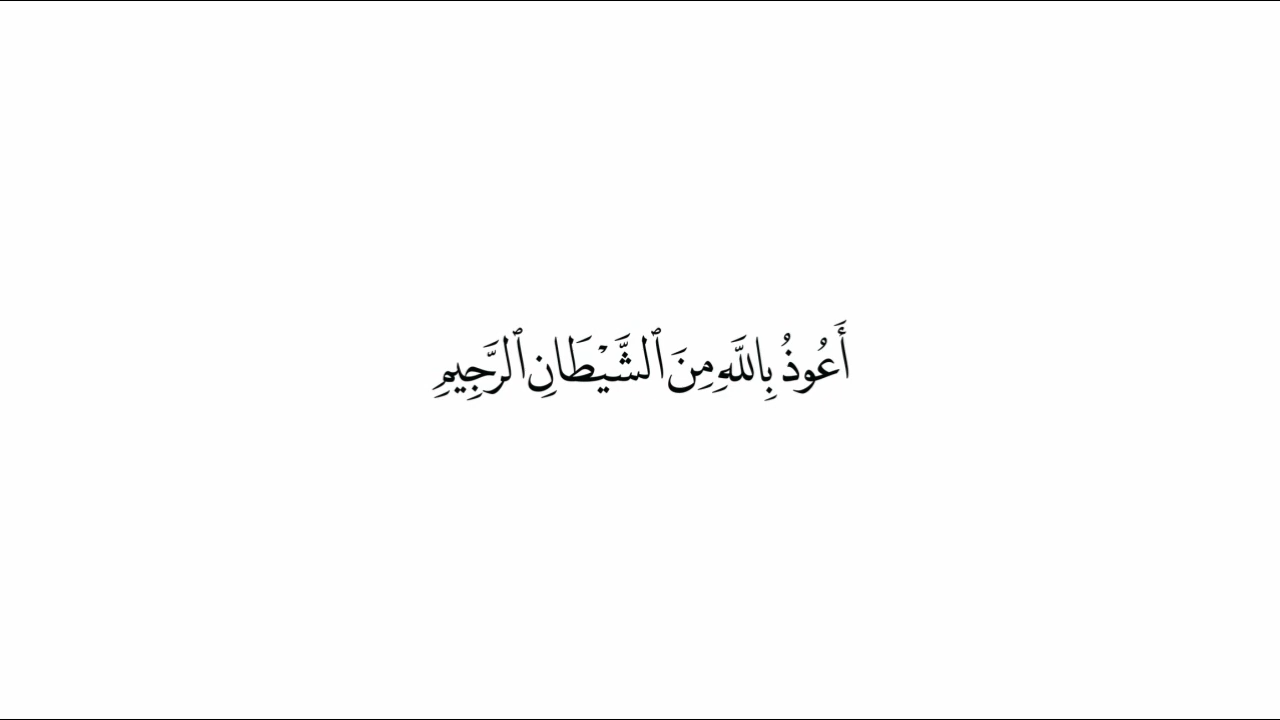 أَعُوذُ بِاللَّهِ مِنَ ٱلشَّيْطَانِ ٱلرَّجِيمِ